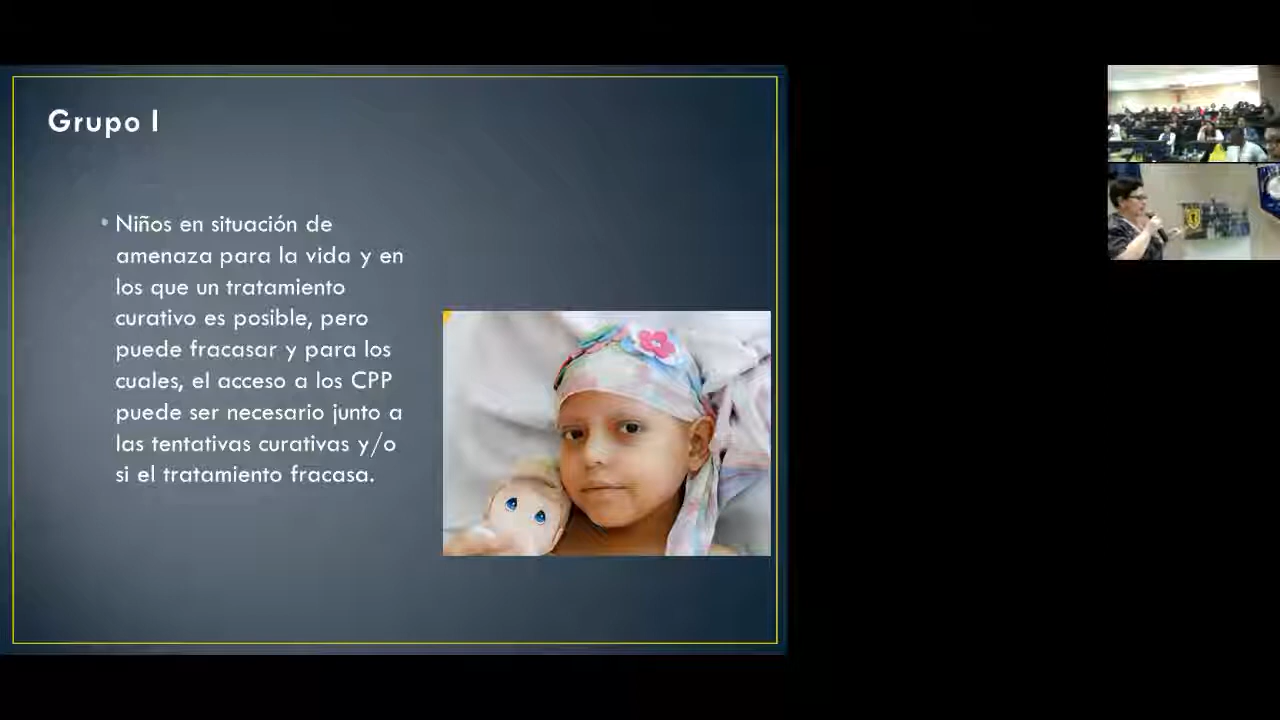 Grupo I
• Niños en situación de
amenaza para la vida y en
los que un tratamiento
curativo es posible, pero
puede fracasar y para los
cuales, el acceso a los CPP
puede ser necesario junto a
las tentativas curativas y/o
si el tratamiento fracasa.